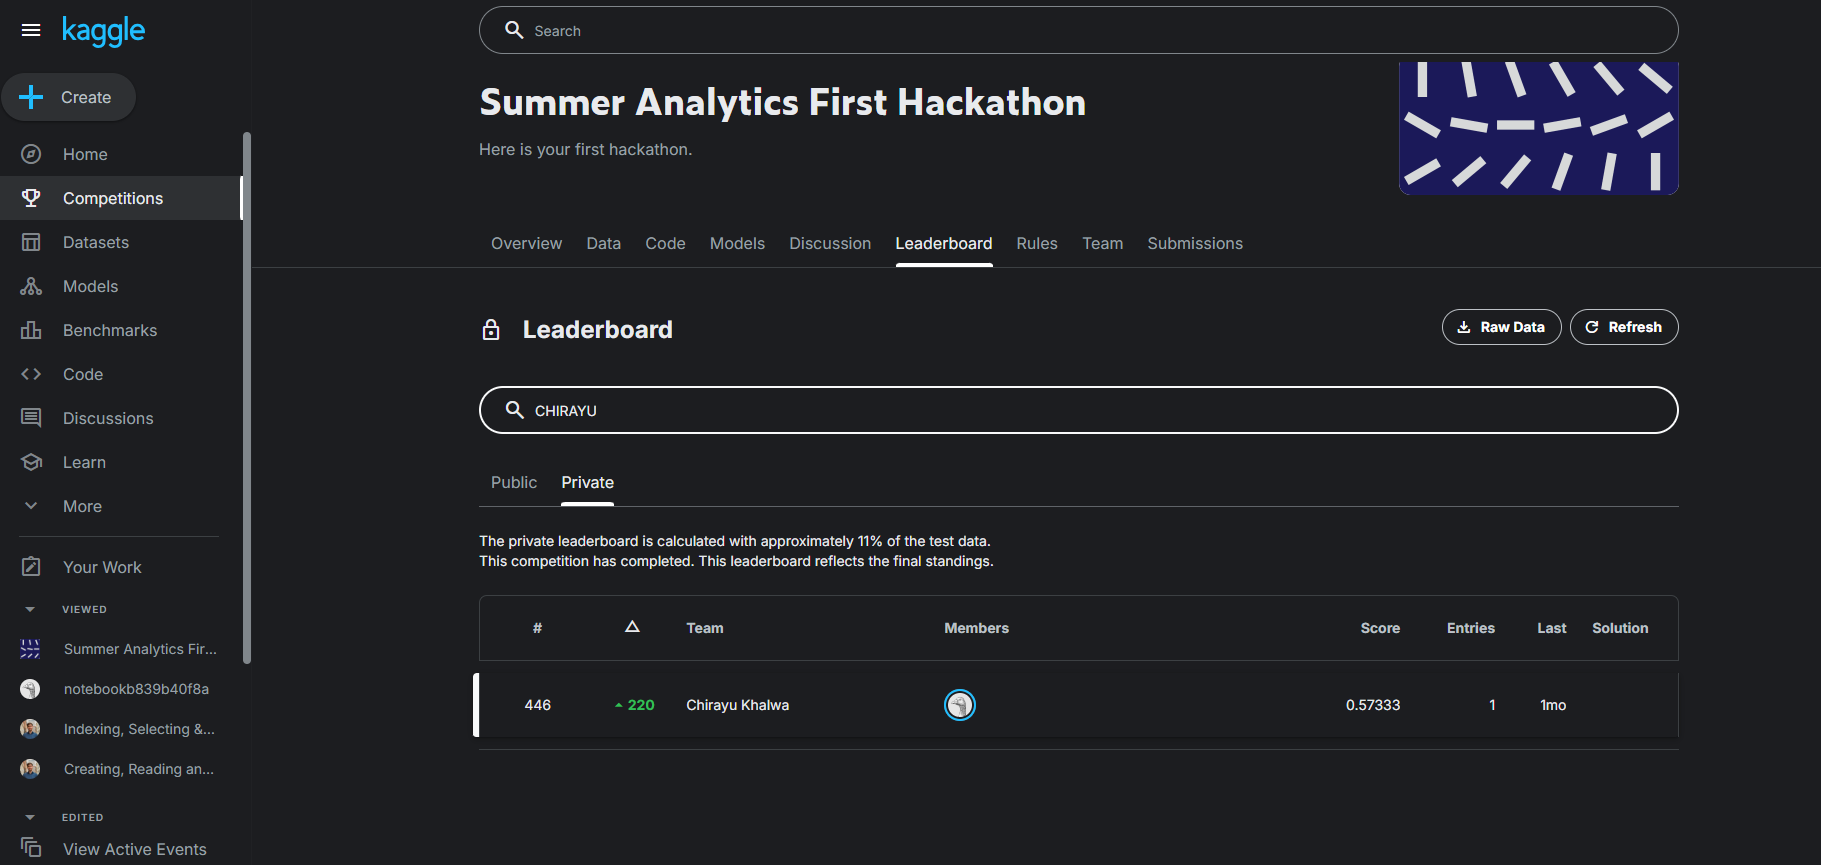 kaggle
Search
Create
Home
Competitions
Datasets
Models
Benchmarks
Code
Discussions
Learn
More
Your Work
VIEWED
Summer Analytics Fir...
notebookb839b40f8a
Indexing, Selecting &...
Creating, Reading an...
EDITED
View Active Events
Summer Analytics First Hackathon
Here is your first hackathon.
Overview Data Code Models Discussion Leaderboard Rules Team Submissions
Leaderboard
Raw Data Refresh
CHIRAYU
Public Private
The private leaderboard is calculated with approximately 11% of the test data.
This competition has completed. This leaderboard reflects the final standings.
# Team Members Score Entries Last Solution
446 220 Chirayu Khalwa 0.57333 1 1mo